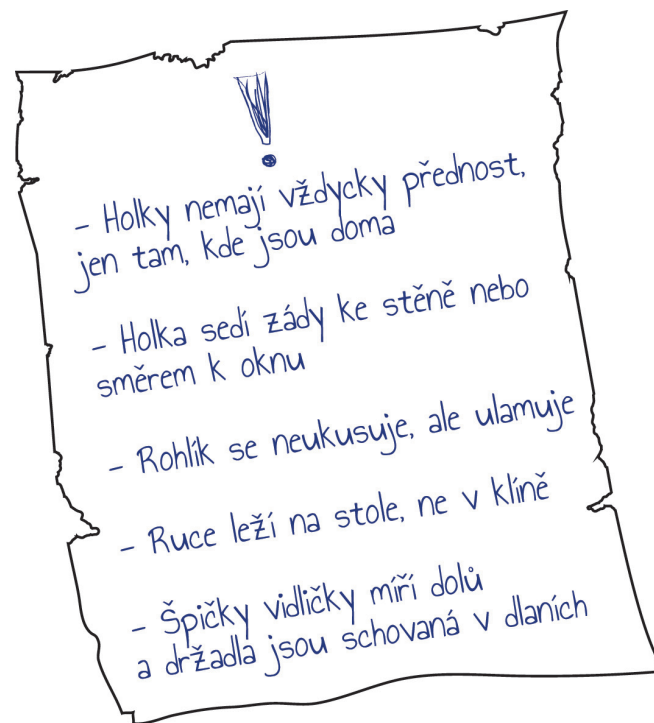 !
- Holky nemají vždycky přednost,
jen tam, kde jsou doma
- Holka sedí zády ke stěně nebo
směrem k oknu
- Rohlík se neukusuje, ale ulamuje
- Ruce leží na stole, ne v klíně
- Špičky vidličky míří dolů
a držadla jsou schovaná v dlaních